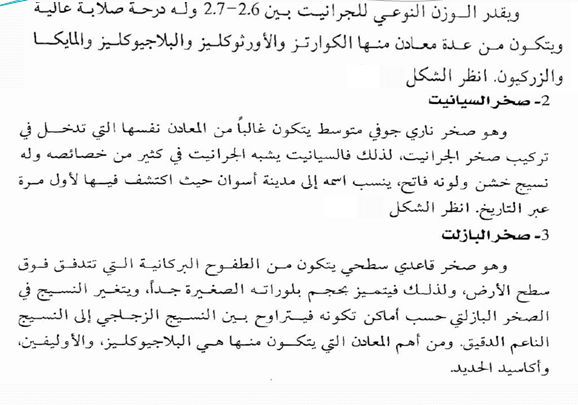 ويقدر الوزن النوعي للجرانيت بين 2.6–2.7 وله درجة صلابة عالية
ويتكون من عدة معادن منها الكوارتز والأورثوكليز والبلاجيوكليز والمايكا
والزركيون. انظر الشكل
2- صخر السيانيت
وهو صخر ناري جوفي متوسط يتكون غالباً من المعادن نفسها التي تدخل في
تركيب صخر الجرانيت، لذلك فالسيانيت يشبه الجرانيت في كثير من خصائصه وله
نسيج خشن ولونه فاتح، ينسب اسمه إلى مدينة أسوان حيث اكتشف فيها لأول مرة
عبر التاريخ. انظر الشكل
3- صخر البازلت
وهو صخر قاعدي سطحي يتكون من الطفوح البركانية التي تتدفق فوق
سطح الأرض، ولذلك فيتميز بحجم بلوراته الصغيرة جداً، ويتغير النسيج في
الصخر البازلتي حسب أماكن تكونه فيتراوح بين النسيج الزجاجي إلى النسيج
الناعم الدقيق. ومن أهم المعادن التي يتكون منها هي البلاجيوكليز، والأوليفين،
وأكاسيد الحديد.